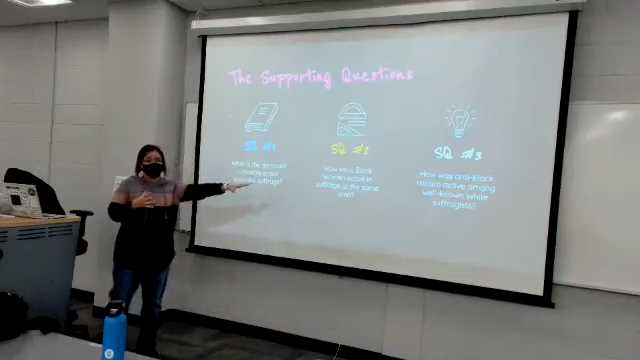 The Supporting Questions
SQ #1
What is the dominant
about
suffrage?
SQ #2
How were Black
women active in
suffrage at the same
time?
SQ #3
How was anti-Black
racism active among
well-known White
suffragists?